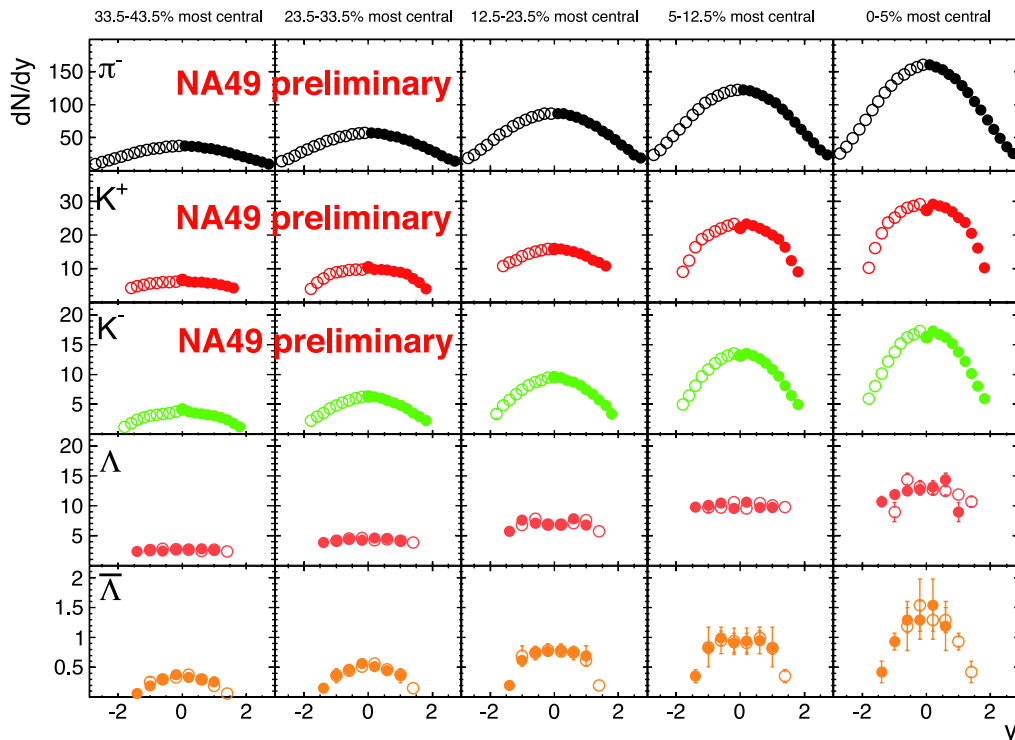 33.5-43.5% most central 23.5-33.5% most central 12.5-23.5% most central 5-12.5% most central 0-5% most central
dN/dy
π⁻
NA49 preliminary
150
100
50
K⁺
NA49 preliminary
30
20
10
K⁻
NA49 preliminary
20
15
10
5
Λ
20
15
10
5
Λ̅
2
1.5
1
0.5
-2 0 2 -2 0 2 -2 0 2 -2 0 2 -2 0 2